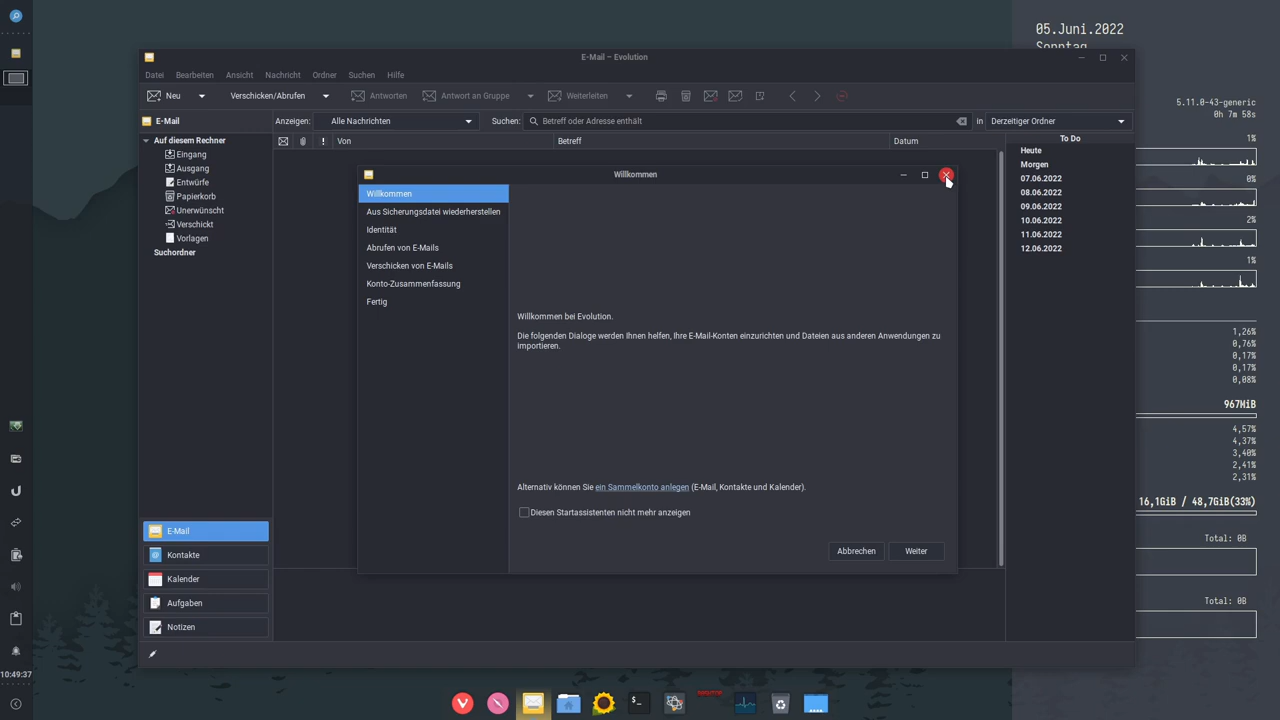 05.Juni.2022
Sonntag
E-Mail – Evolution
Datei Bearbeiten Ansicht Nachricht Ordner Suchen Hilfe
Neu Verschicken/Abrufen Antworten Antwort an Gruppe Weiterleiten
5.11.0-43-generic
0h 7m 58s
E-Mail Anzeigen: Alle Nachrichten Suchen: Betreff oder Adresse enthält in Derzeitiger Ordner
Von Betreff Datum
To Do
Auf diesem Rechner
Eingang
Ausgang
Entwürfe
Papierkorb
Unerwünscht
Verschickt
Vorlagen
Suchordner
Heute
Morgen
07.06.2022
08.06.2022
09.06.2022
10.06.2022
11.06.2022
12.06.2022
1%
0%
2%
1%
Willkommen
Willkommen
Aus Sicherungsdatei wiederherstellen
Identität
Abrufen von E-Mails
Verschicken von E-Mails
Konto-Zusammenfassung
Fertig
Willkommen bei Evolution.
Die folgenden Dialoge werden Ihnen helfen, Ihre E-Mail-Konten einzurichten und Dateien aus anderen Anwendungen zu
importieren.
Alternativ können Sie ein Sammelkonto anlegen (E-Mail, Kontakte und Kalender).
Diesen Startassistenten nicht mehr anzeigen
Abbrechen Weiter
1,26%
0,76%
0,17%
0,17%
0,08%
967MiB
4,57%
4,37%
3,40%
2,41%
2,31%
16,1GiB / 48,7GiB(33%)
Total: 0B
Total: 0B
E-Mail
Kontakte
Kalender
Aufgaben
Notizen
10:49:37